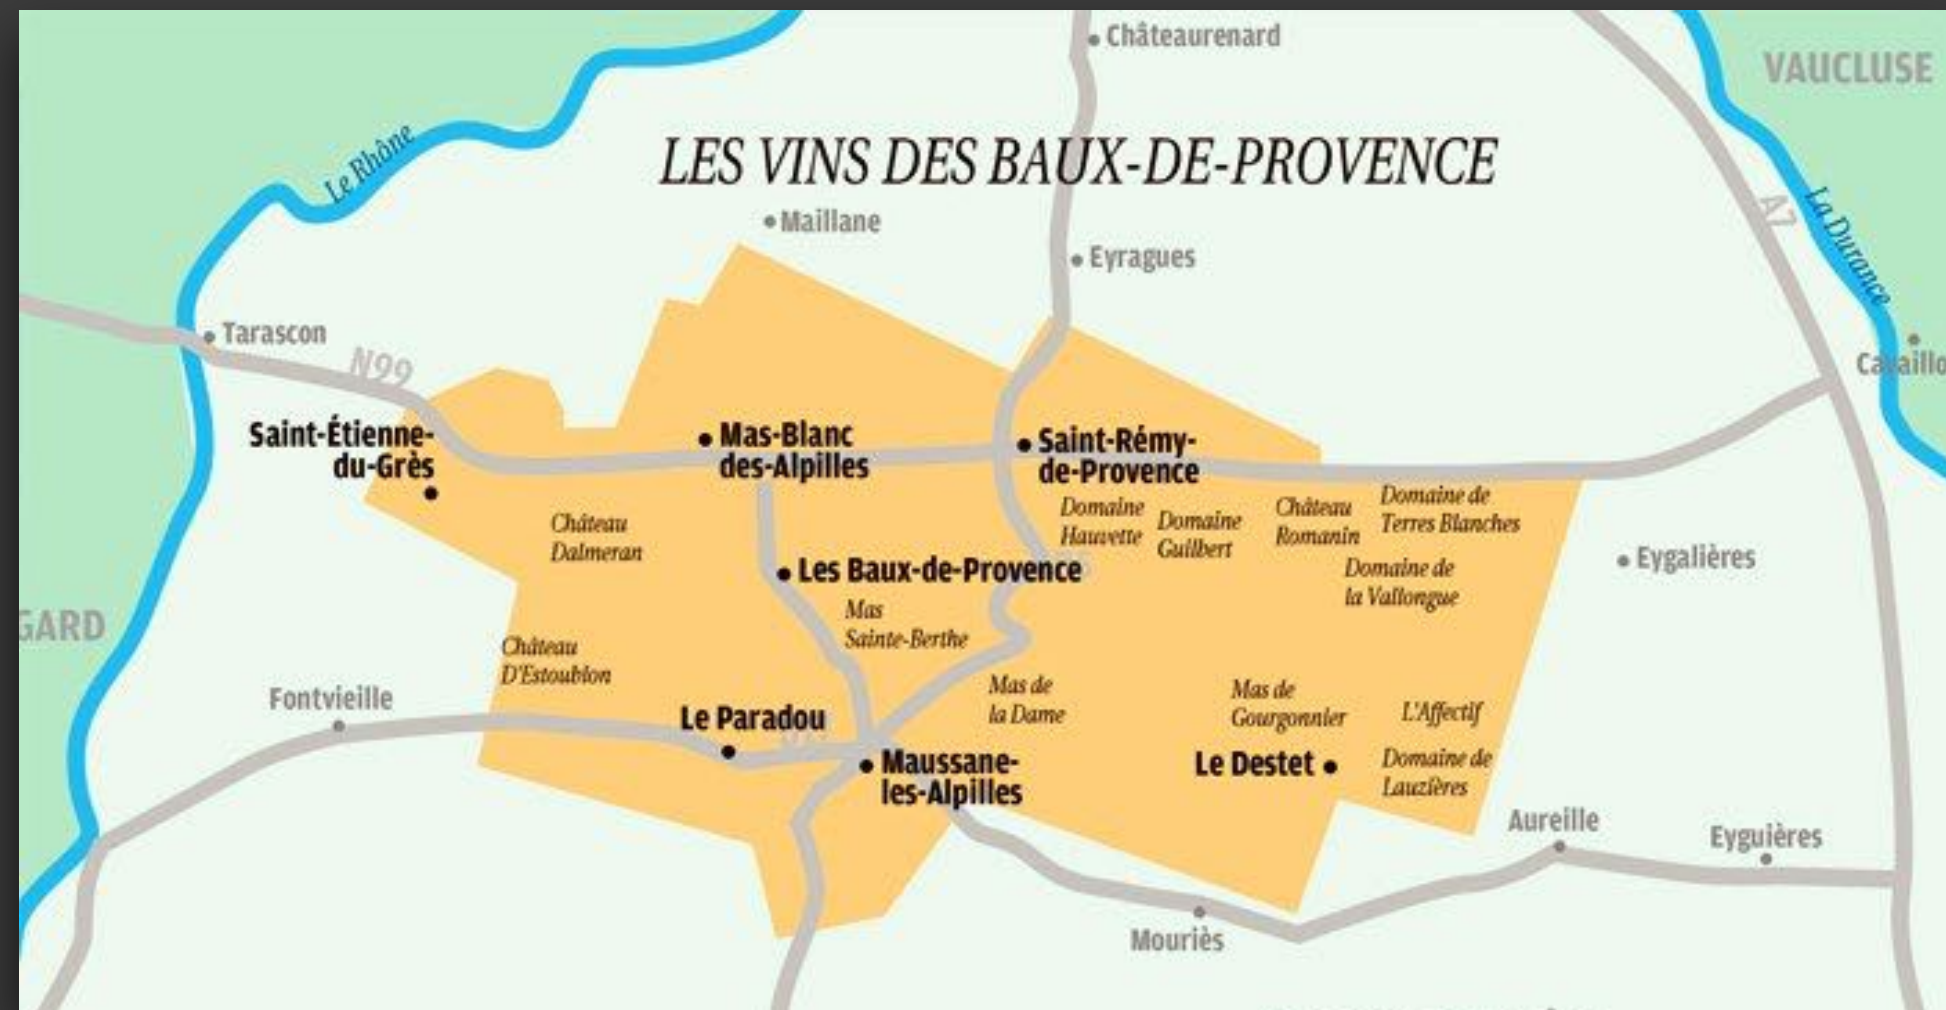 Châteaurenard
VAUCLUSE
Le Rhône
LES VINS DES BAUX-DE-PROVENCE
A7
La Durance
Maillane
Eyragues
Tarascon
N99
Saint-Étienne-
du-Grès
Mas-Blanc
des-Alpilles
Saint-Rémy-
de-Provence
Domaine
Hauvette
Domaine
Guilbert
Château
Romanin
Domaine de
Terres Blanches
Château
Dalmeran
Les Baux-de-Provence
Domaine de
la Vallongue
Eygalières
Mas
Sainte-Berthe
GARD
Château
D'Estoublon
Fontvieille
Le Paradou
Mas de
la Dame
Mas de
Gourgonnier
L'Affectif
Maussane-
les-Alpilles
Le Destet
Domaine de
Lauzières
Aureille
Eyguières
Mouriès